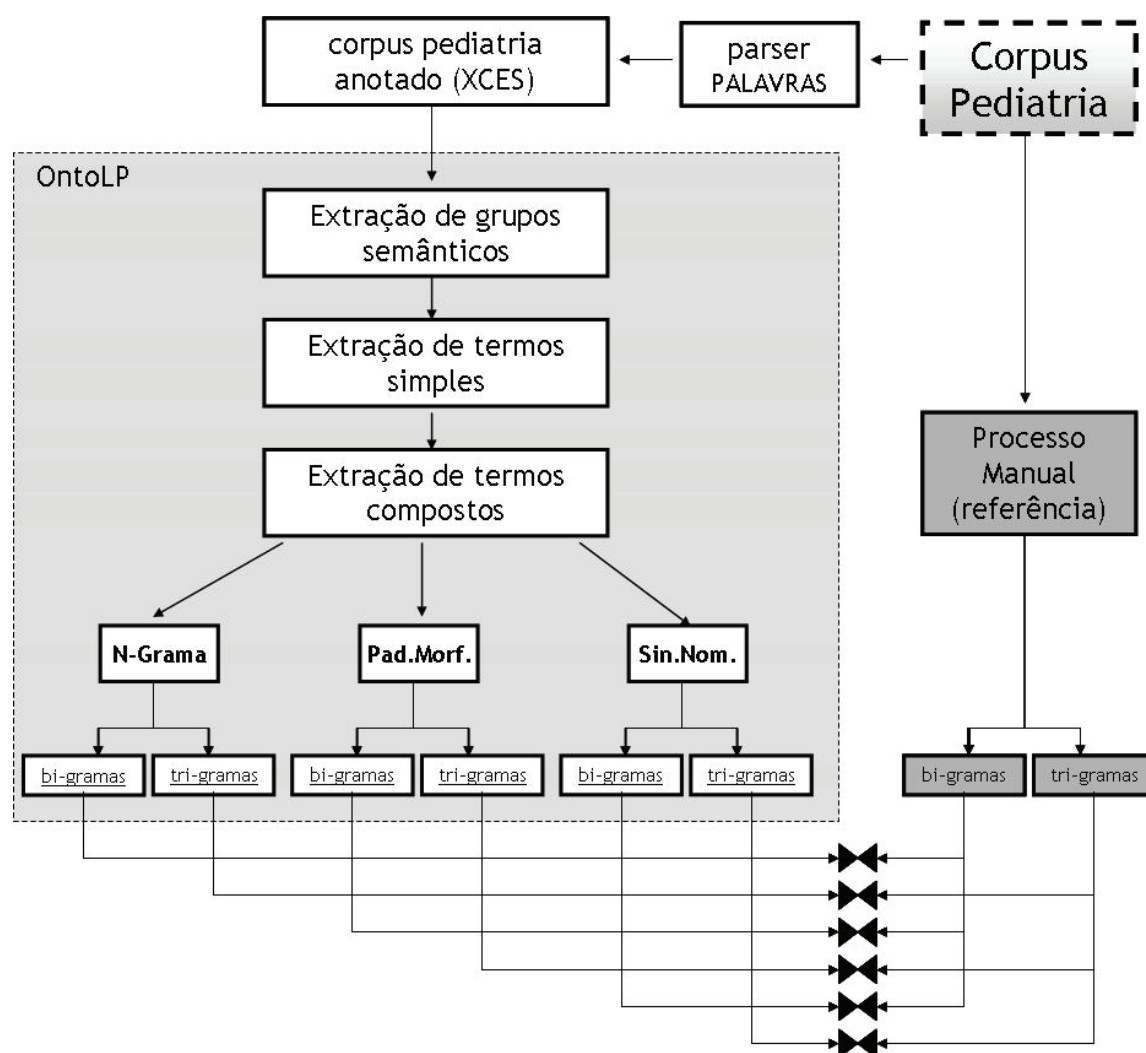 corpus pediatria
anotado (XCES)
parser
PALAVRAS
Corpus
Pediatria
OntoLP
Extração de grupos
semânticos
Extração de termos
simples
Extração de termos
compostos
N-Grama
Pad.Morf.
Sin.Nom.
bi-gramas
tri-gramas
bi-gramas
tri-gramas
bi-gramas
tri-gramas
Processo
Manual
(referência)
bi-gramas
tri-gramas